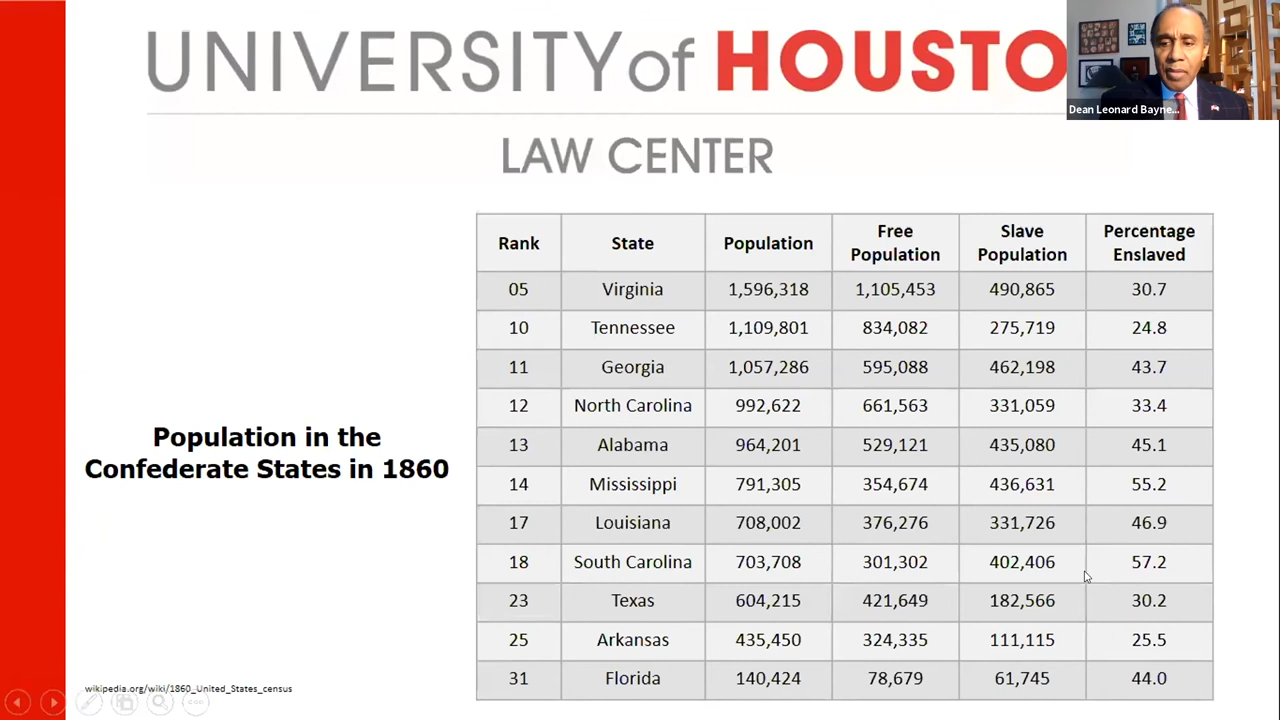 UNIVERSITY of HOUSTO
LAW CENTER
Dean Leonard Bayne...
Population in the
Confederate States in 1860
Rank State Population Free Population Slave Population Percentage Enslaved
05 Virginia 1,596,318 1,105,453 490,865 30.7
10 Tennessee 1,109,801 834,082 275,719 24.8
11 Georgia 1,057,286 595,088 462,198 43.7
12 North Carolina 992,622 661,563 331,059 33.4
13 Alabama 964,201 529,121 435,080 45.1
14 Mississippi 791,305 354,674 436,631 55.2
17 Louisiana 708,002 376,276 331,726 46.9
18 South Carolina 703,708 301,302 402,406 57.2
23 Texas 604,215 421,649 182,566 30.2
25 Arkansas 435,450 324,335 111,115 25.5
31 Florida 140,424 78,679 61,745 44.0
wikipedia.org/wiki/1860_United_States_census